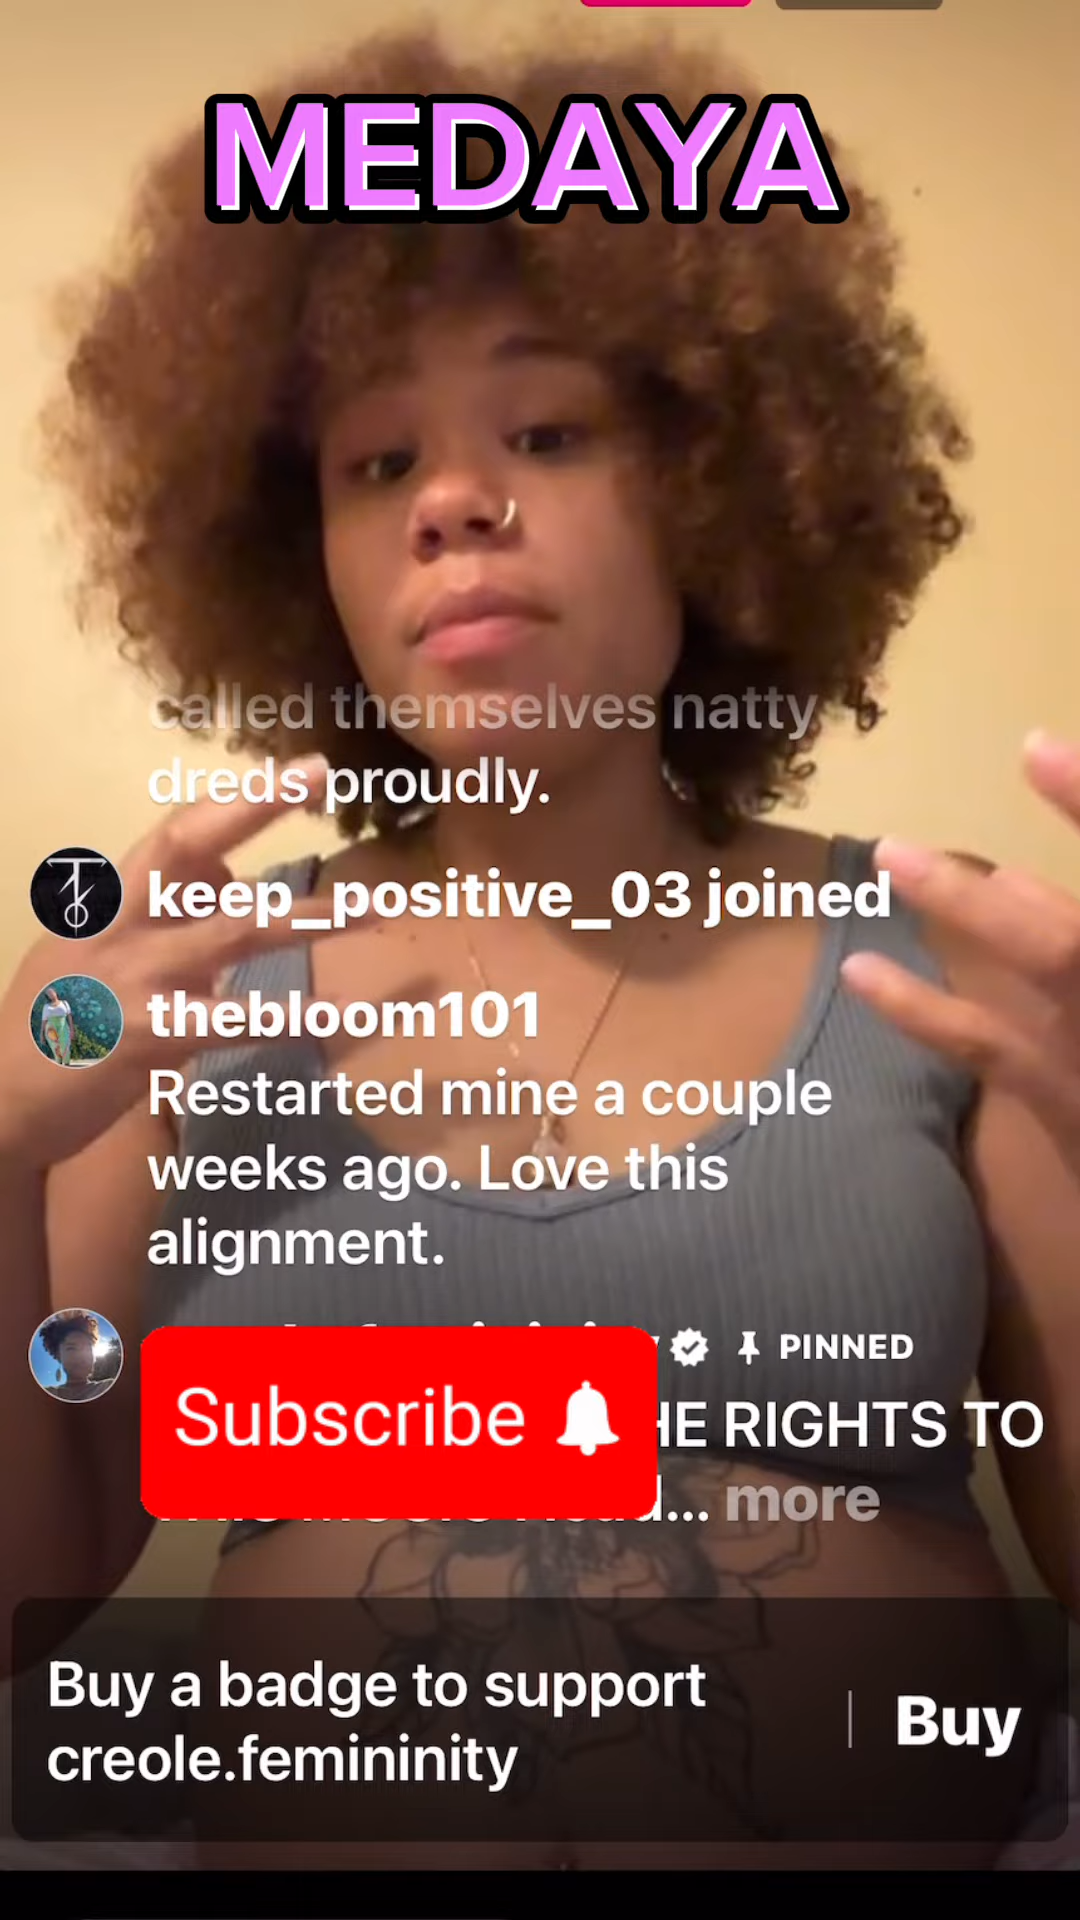 MEDAYA
called themselves natty
dreds proudly.
keep_positive_03 joined
thebloom101
Restarted mine a couple
weeks ago. Love this
alignment.
PINNED
Subscribe
RIGHTS TO
... more
Buy a badge to support
creole.femininity
Buy